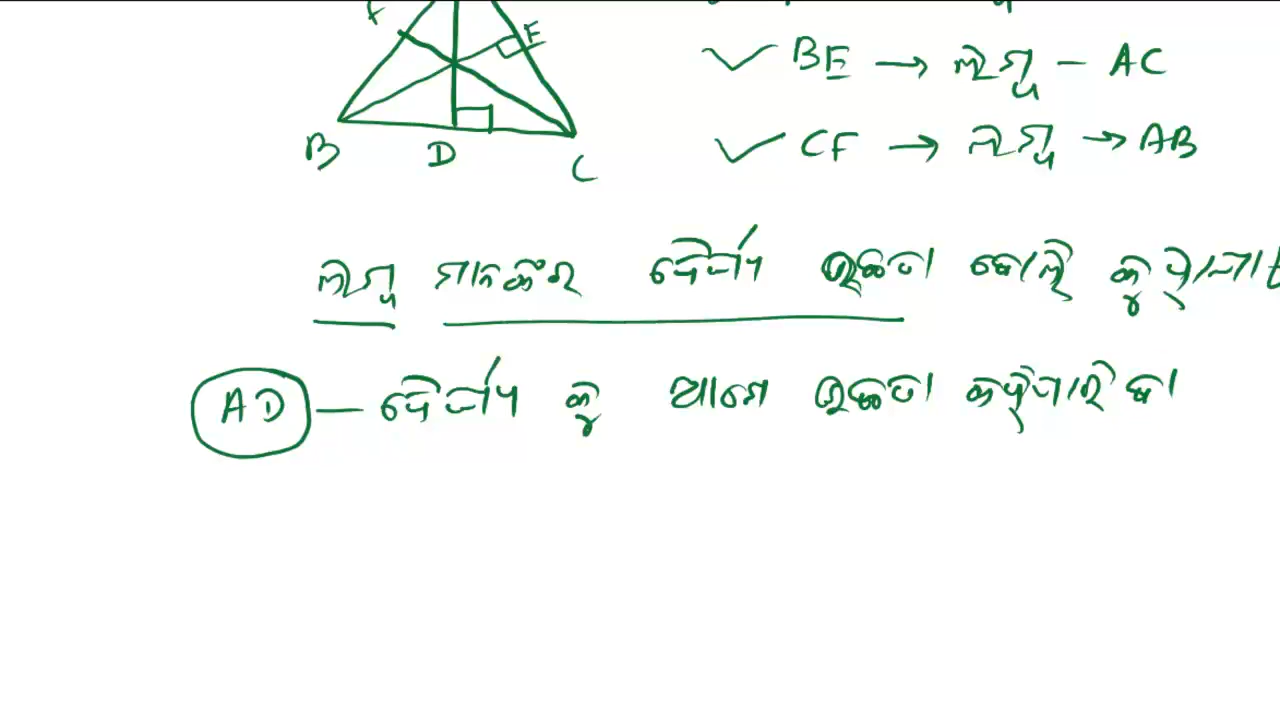 F
E
B D C
BE → ଲମ୍ବ – AC
CF → ଲମ୍ବ → AB
ଲମ୍ବ ମାନଙ୍କର ଦୈର୍ଘ୍ୟ ଉଚ୍ଚତା ବୋଲି କୁହାଯାଏ
AD – ଦୈର୍ଘ୍ୟ କୁ ଆମେ ଉଚ୍ଚତା କହିପାରିବା